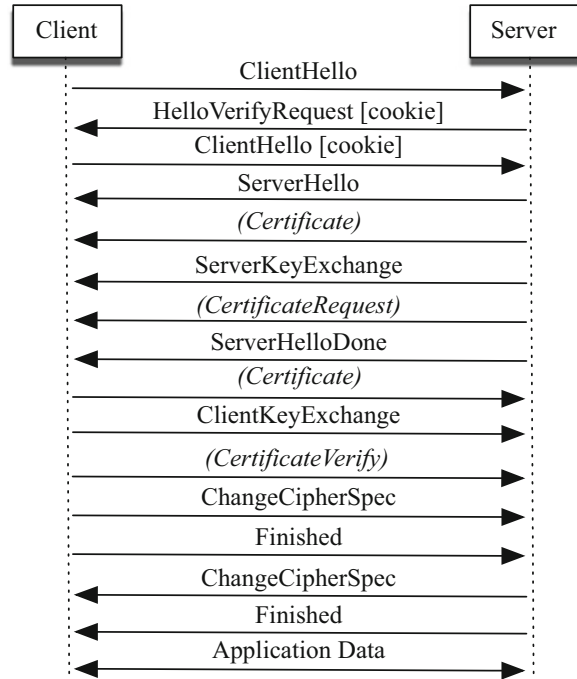 Client
Server
ClientHello
HelloVerifyRequest [cookie]
ClientHello [cookie]
ServerHello
(Certificate)
ServerKeyExchange
(CertificateRequest)
ServerHelloDone
(Certificate)
ClientKeyExchange
(CertificateVerify)
ChangeCipherSpec
Finished
ChangeCipherSpec
Finished
Application Data